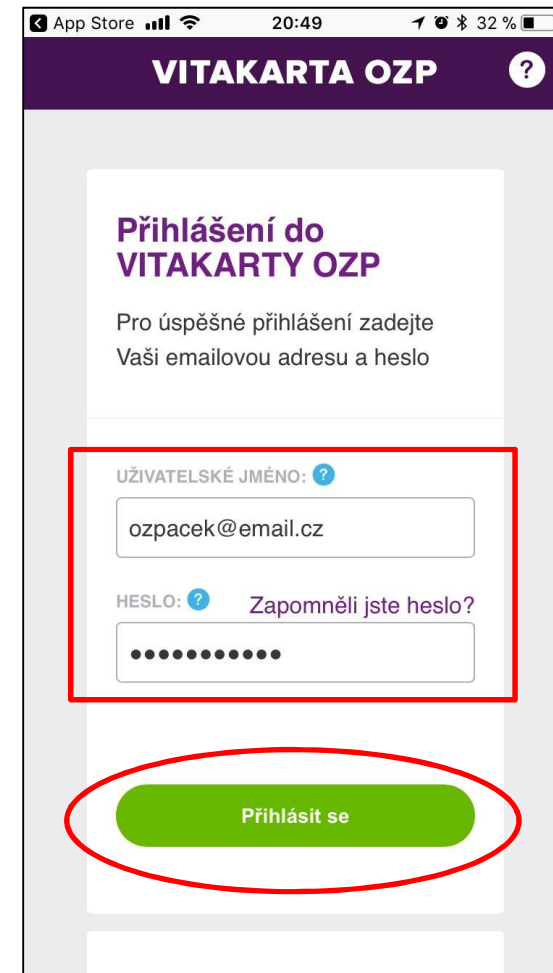 App Store 20:49 32 %
VITAKARTA OZP ?
Přihlášení do
VITAKARTY OZP
Pro úspěšné přihlášení zadejte
Vaši emailovou adresu a heslo
UŽIVATELSKÉ JMÉNO: ?
ozpacek@email.cz
HESLO: ? Zapomněli jste heslo?
●●●●●●●●●●●
Přihlásit se